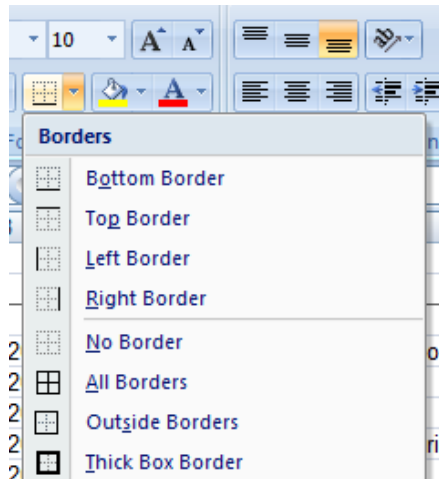 10 A A
A
Borders
Bottom Border
Top Border
Left Border
Right Border
No Border
All Borders
Outside Borders
Thick Box Border